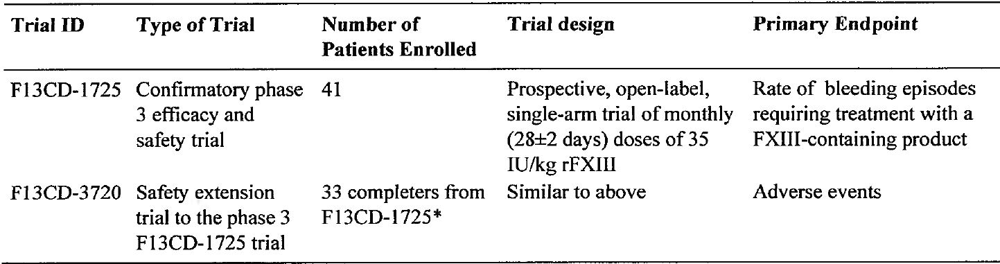 Trial ID Type of Trial Number of Patients Enrolled Trial design Primary Endpoint
F13CD-1725 Confirmatory phase 41 Prospective, open-label, Rate of bleeding episodes
3 efficacy and single-arm trial of monthly requiring treatment with a
safety trial (28±2 days) doses of 35 FXIII-containing product
IU/kg rFXIII
F13CD-3720 Safety extension 33 completers from Similar to above Adverse events
trial to the phase 3 F13CD-1725*
F13CD-1725 trial